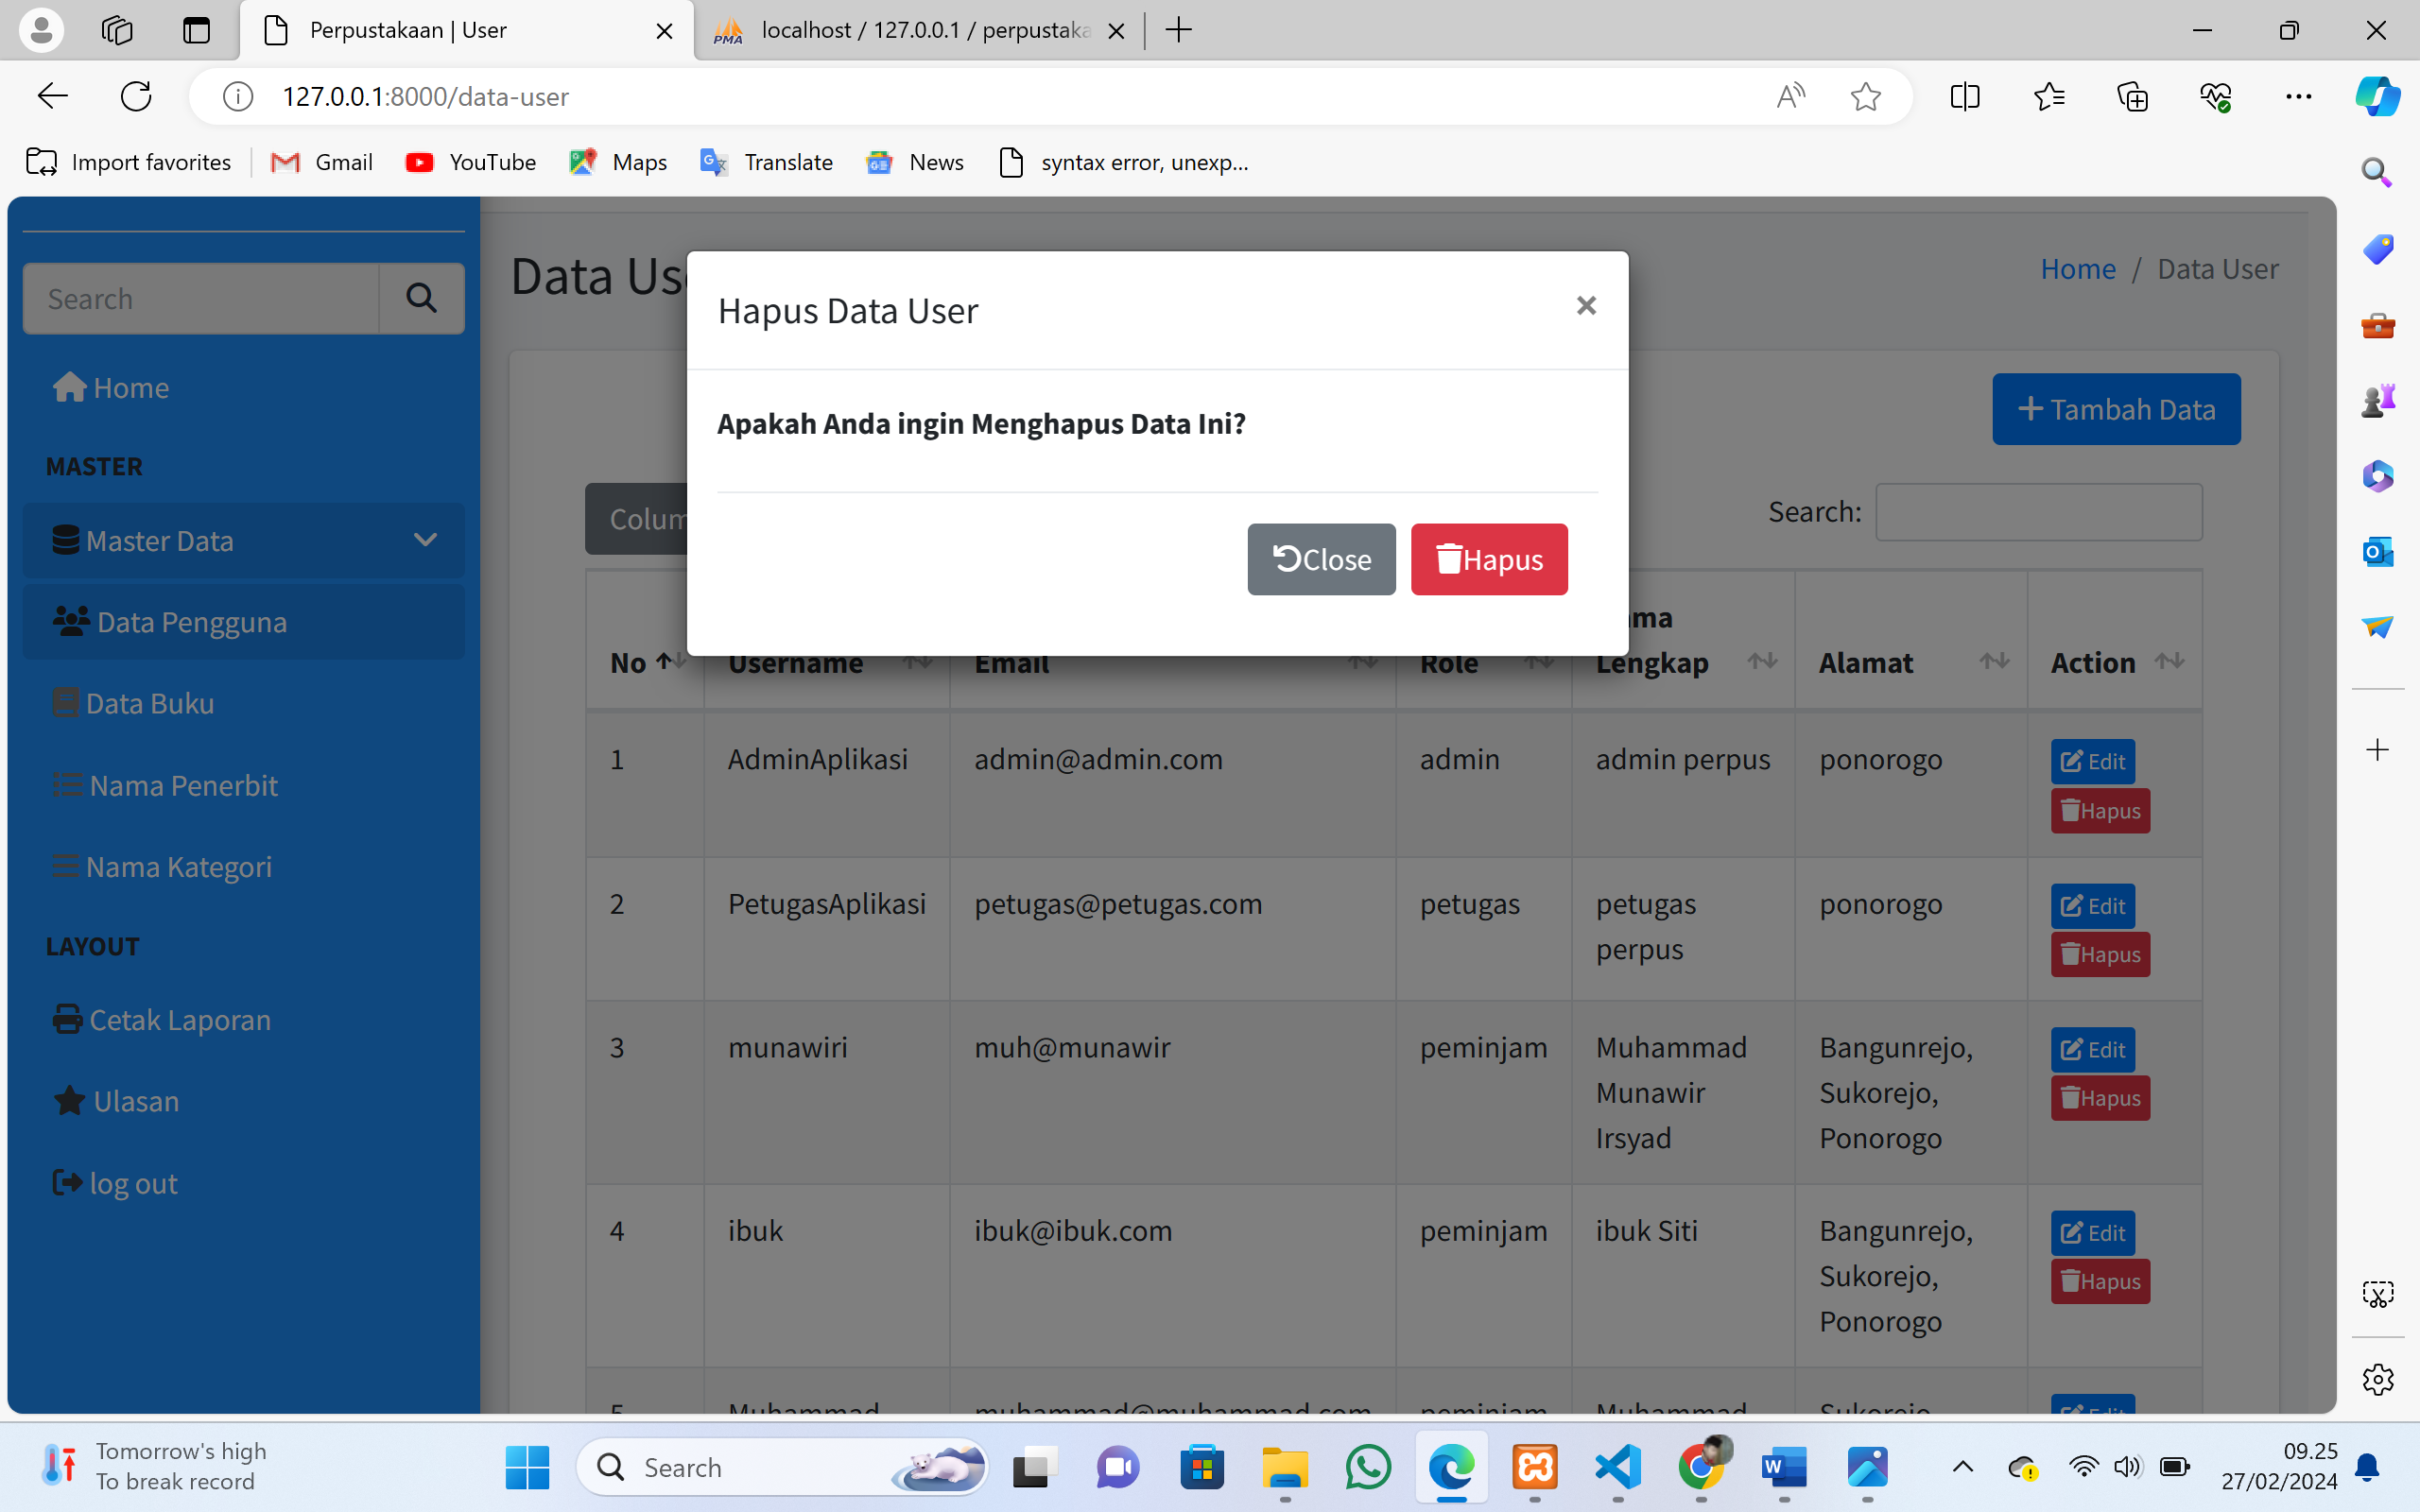 Perpustakaan | User
localhost / 127.0.0.1 / perpustaka
127.0.0.1:8000/data-user
Import favorites
Gmail
YouTube
Maps
Translate
News
syntax error, unexp...
Search
Home
MASTER
Master Data
Data Pengguna
Data Buku
Nama Penerbit
Nama Kategori
LAYOUT
Cetak Laporan
Ulasan
log out
Data Us
Home / Data User
Hapus Data User
×
Apakah Anda ingin Menghapus Data Ini?
Close Hapus
Tambah Data
Colum
Search:
No Username Email Role Lengkap Alamat Action
1 AdminAplikasi admin@admin.com admin admin perpus ponorogo Edit
Hapus
2 PetugasAplikasi petugas@petugas.com petugas petugas ponorogo Edit
perpus Hapus
3 munawiri muh@munawir peminjam Muhammad Bangunrejo, Edit
Munawir Sukorejo, Hapus
Irsyad Ponorogo
4 ibuk ibuk@ibuk.com peminjam ibuk Siti Bangunrejo, Edit
Sukorejo, Hapus
Ponorogo
5 Muhammad muhammad@muhammad.com peminjam Muhammad Sukorejo Edit
Tomorrow's high
To break record
Search
09.25
27/02/2024